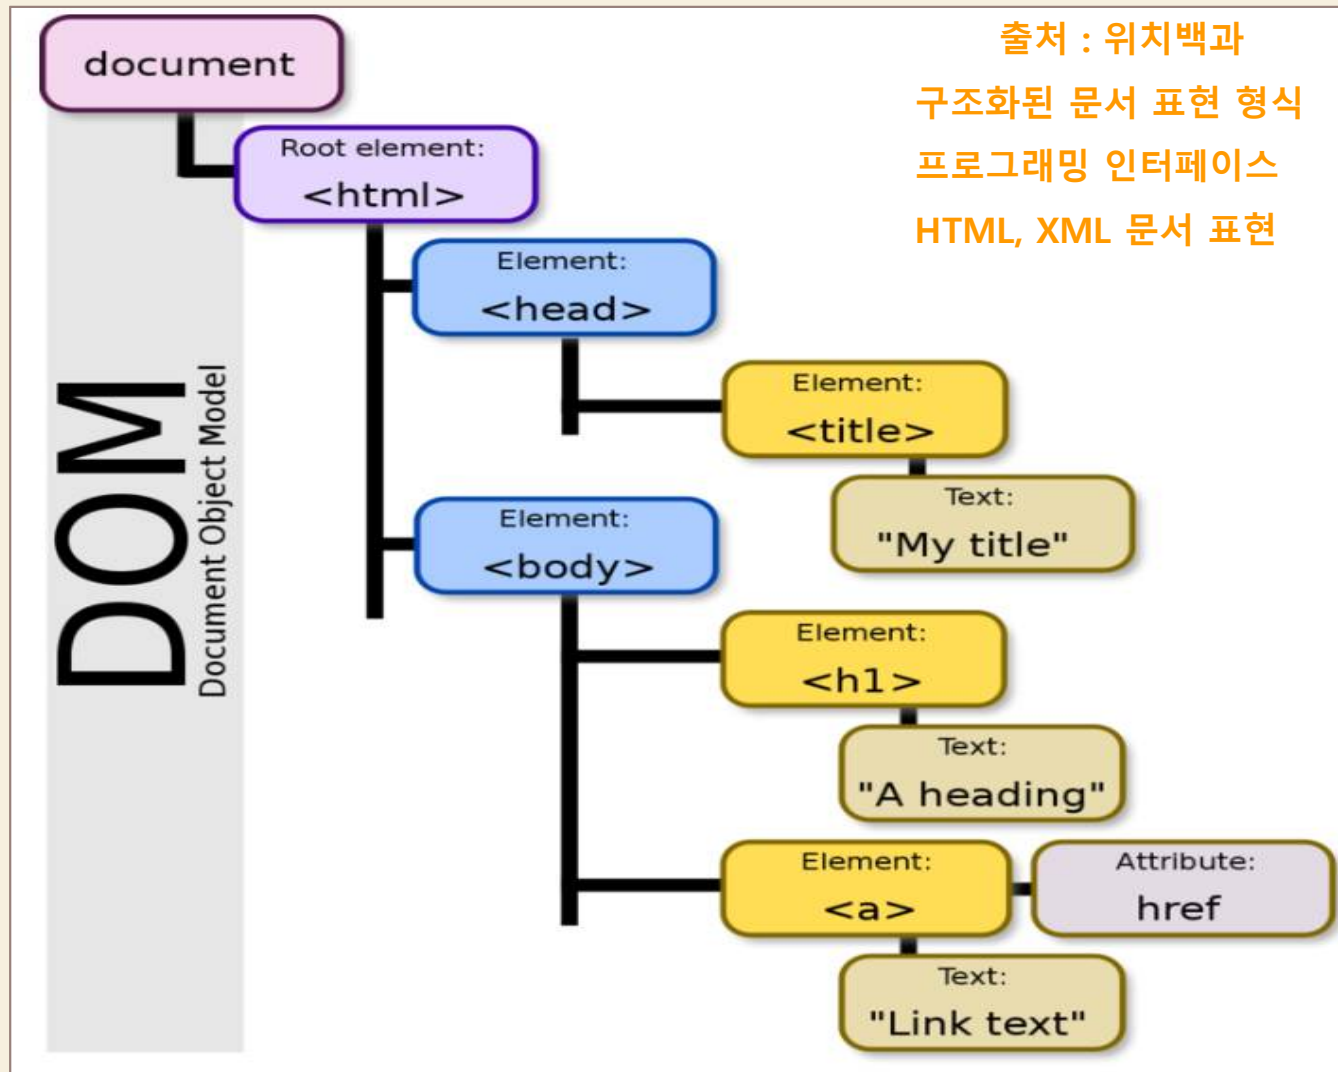 document
출처 : 위치백과
구조화된 문서 표현 형식
프로그래밍 인터페이스
HTML, XML 문서 표현
Root element:
<html>
Element:
<head>
Element:
<title>
Text:
"My title"
DOM
Document Object Model
Element:
<body>
Element:
<h1>
Text:
"A heading"
Element:
<a>
Attribute:
href
Text:
"Link text"